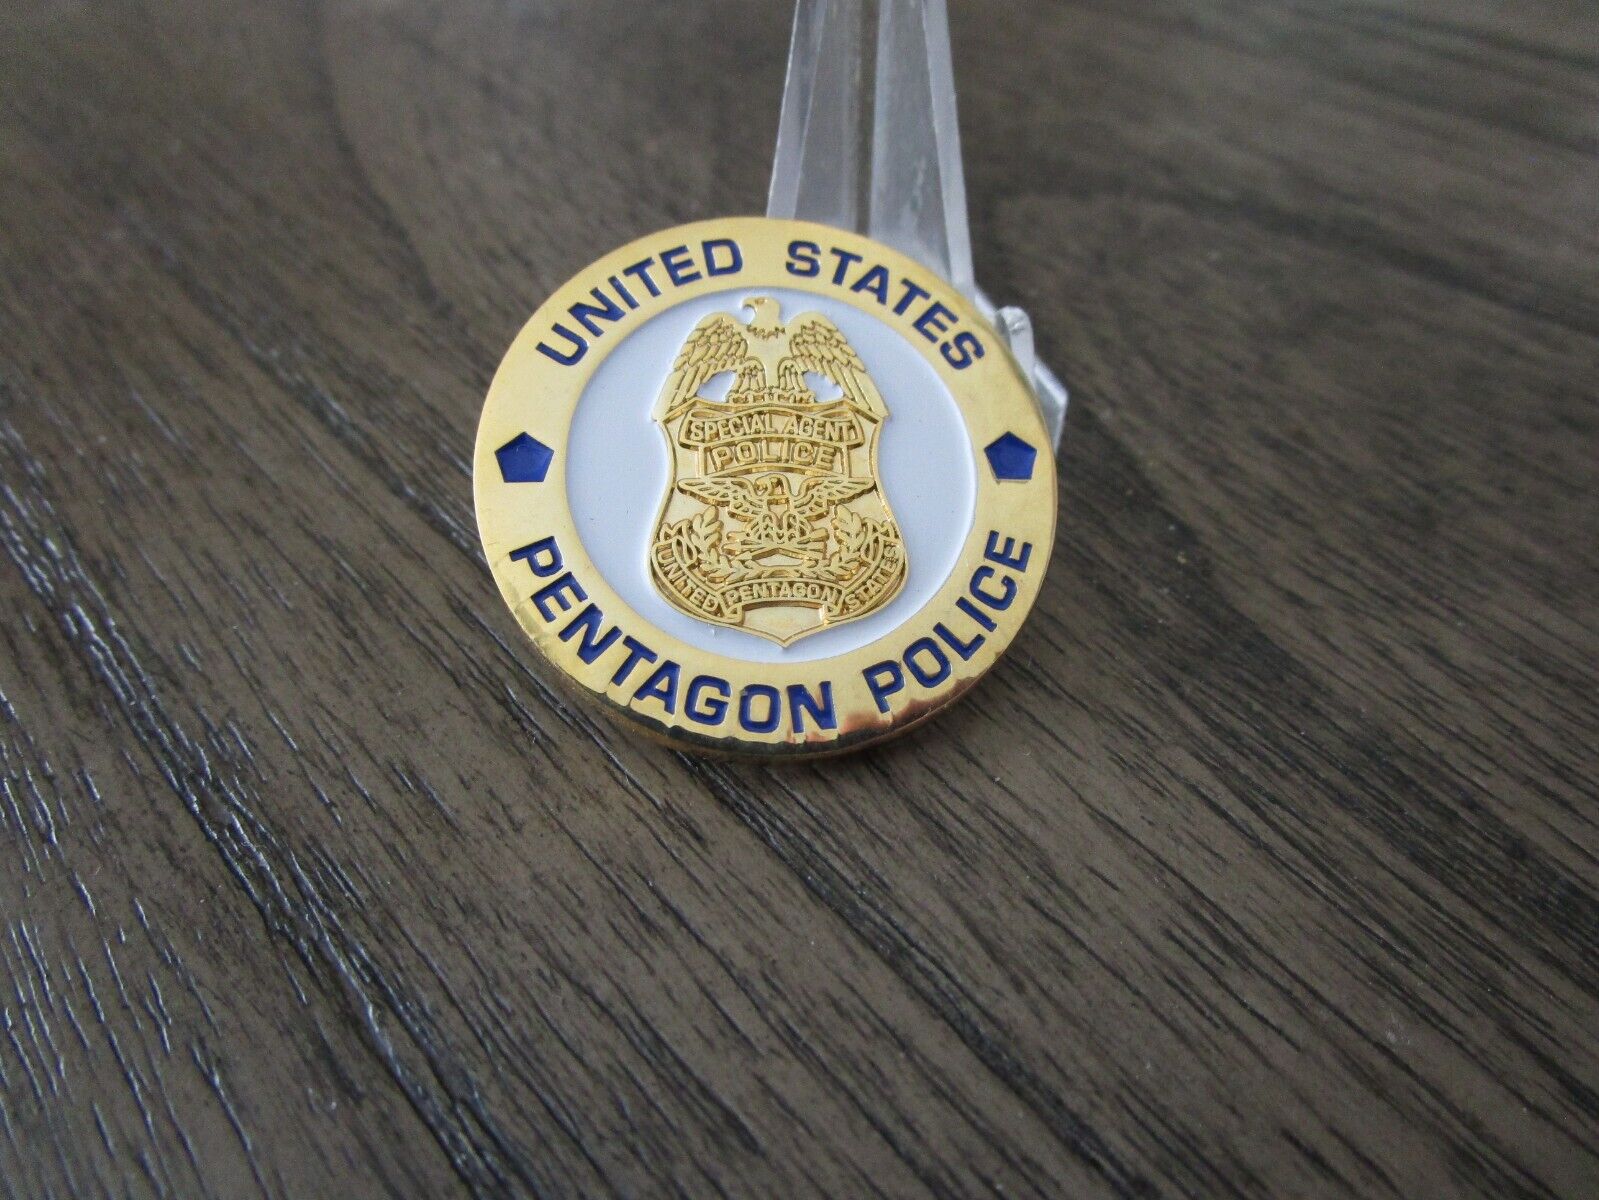 UNITED STATES
SPECIAL AGENT
POLICE
UNITED PENTAGON STATES
PENTAGON POLICE